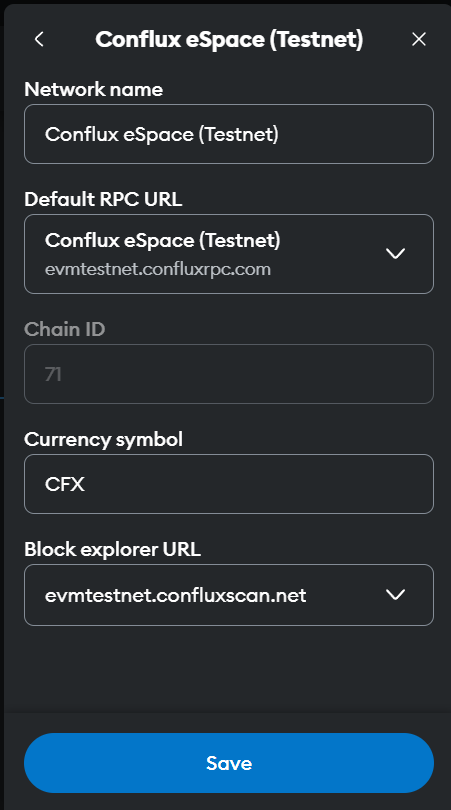 Conflux eSpace (Testnet)
Network name
Conflux eSpace (Testnet)
Default RPC URL
Conflux eSpace (Testnet)
evmtestnet.confluxrpc.com
Chain ID
71
Currency symbol
CFX
Block explorer URL
evmtestnet.confluxscan.net
Save